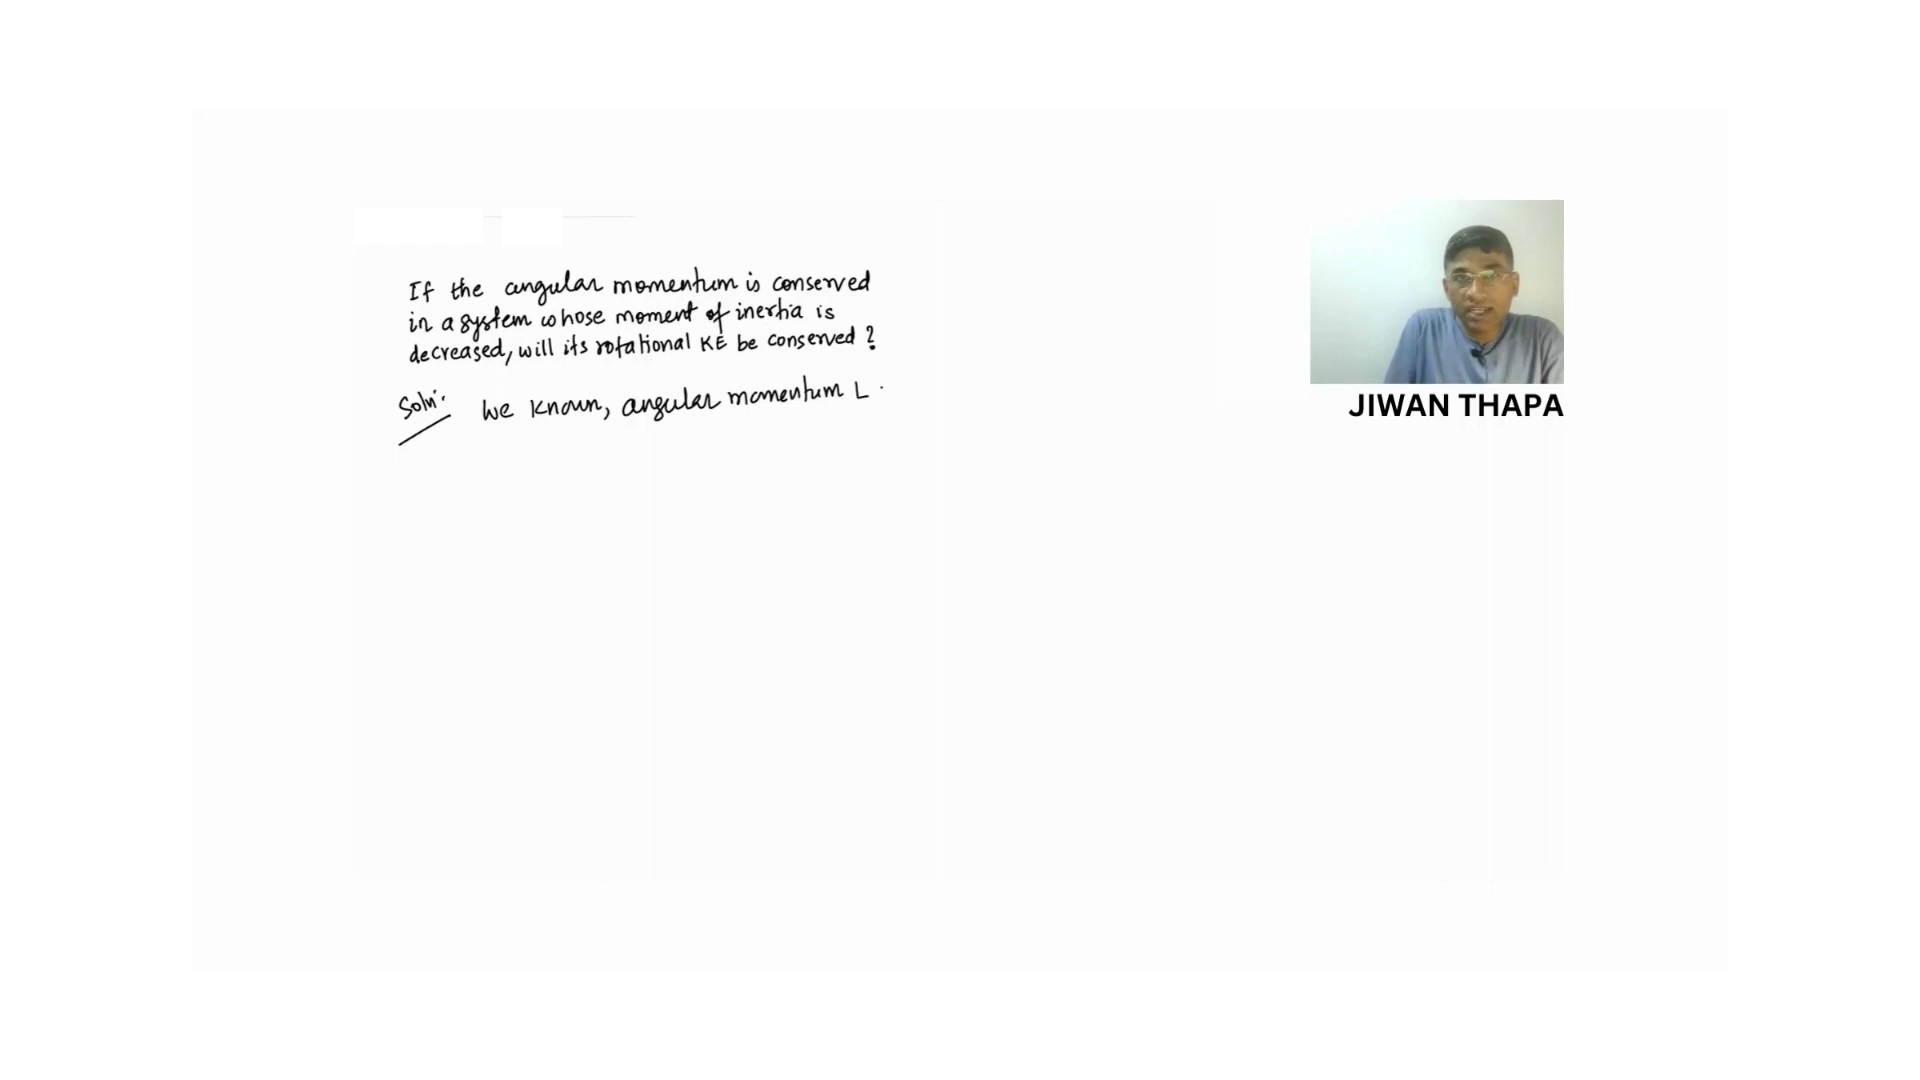 If the angular momentum is conserved
in a system whose moment of inertia is
decreased, will its rotational KE be conserved ?
Soln:
We known, angular momentum L
JIWAN THAPA